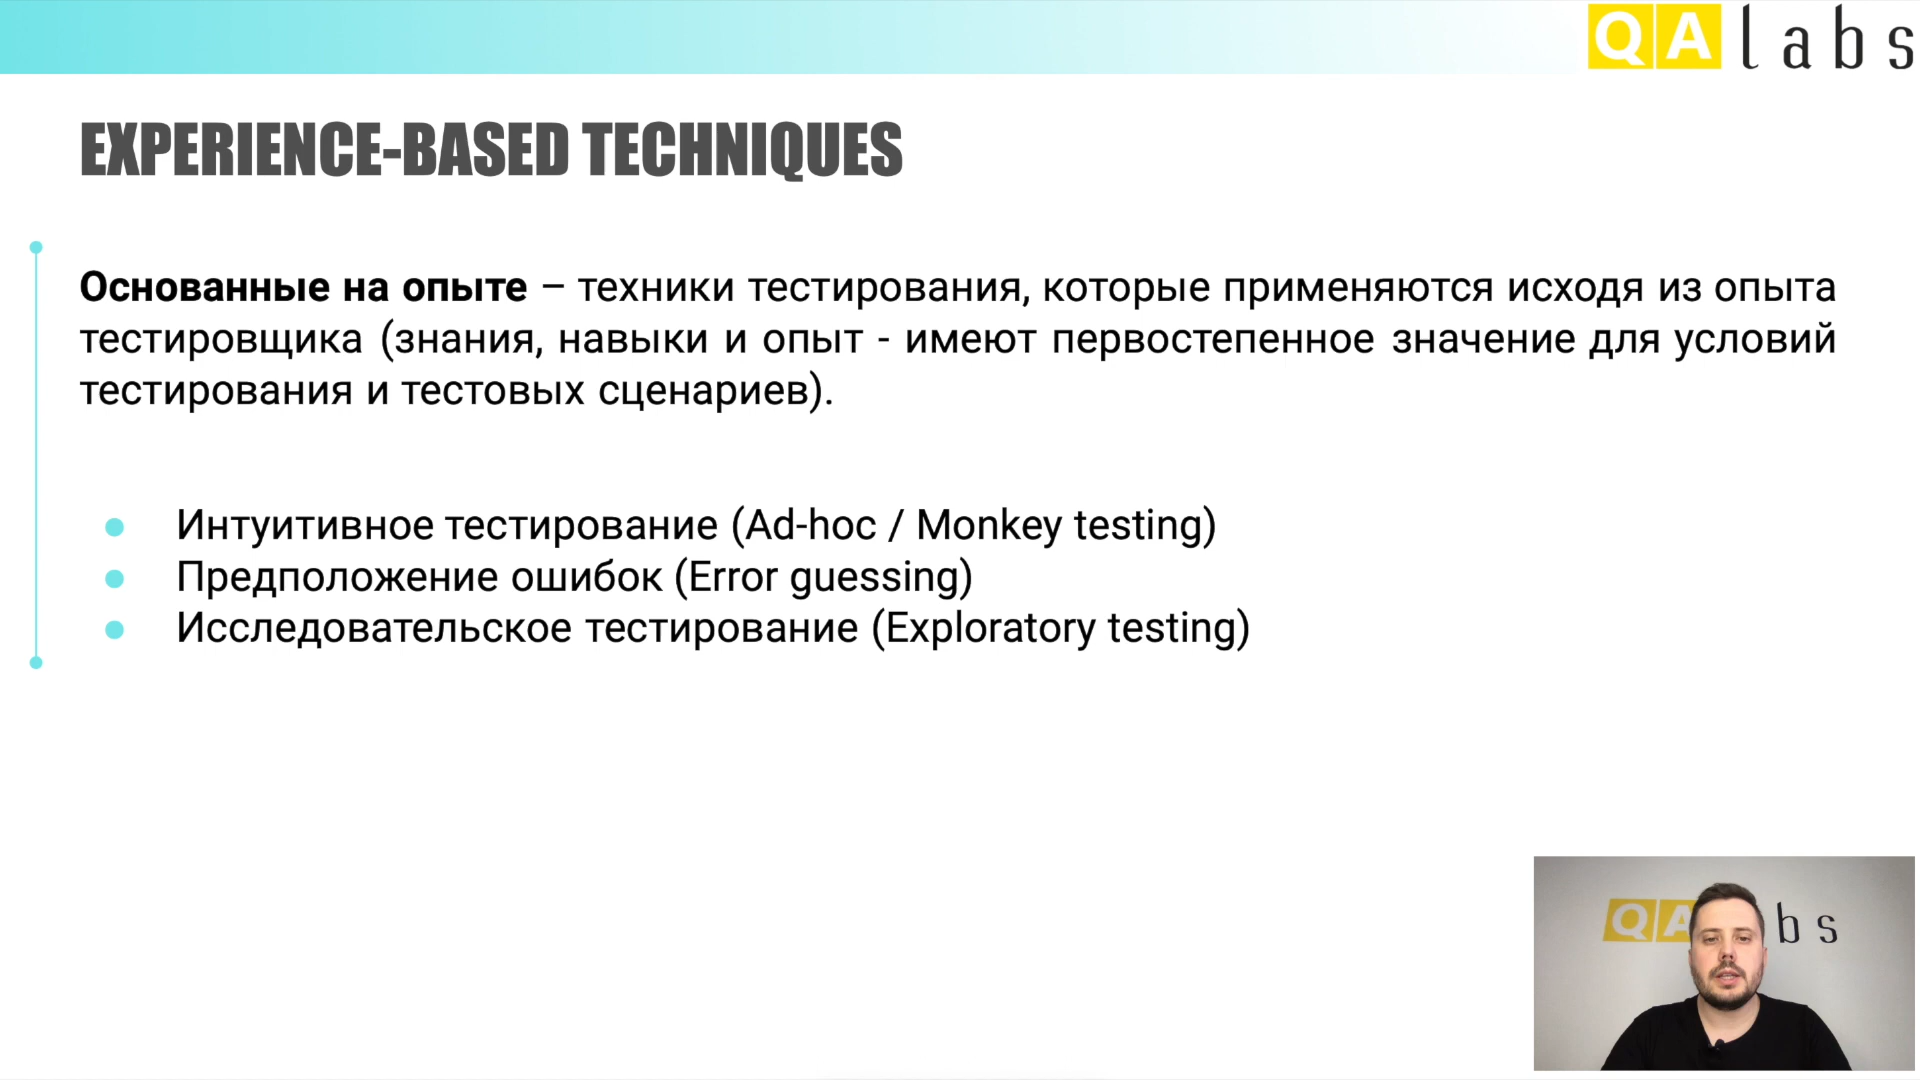 QA labs
EXPERIENCE-BASED TECHNIQUES
Основанные на опыте – техники тестирования, которые применяются исходя из опыта
тестировщика (знания, навыки и опыт - имеют первостепенное значение для условий
тестирования и тестовых сценариев).
Интуитивное тестирование (Ad-hoc / Monkey testing)
Предположение ошибок (Error guessing)
Исследовательское тестирование (Exploratory testing)
QA bs